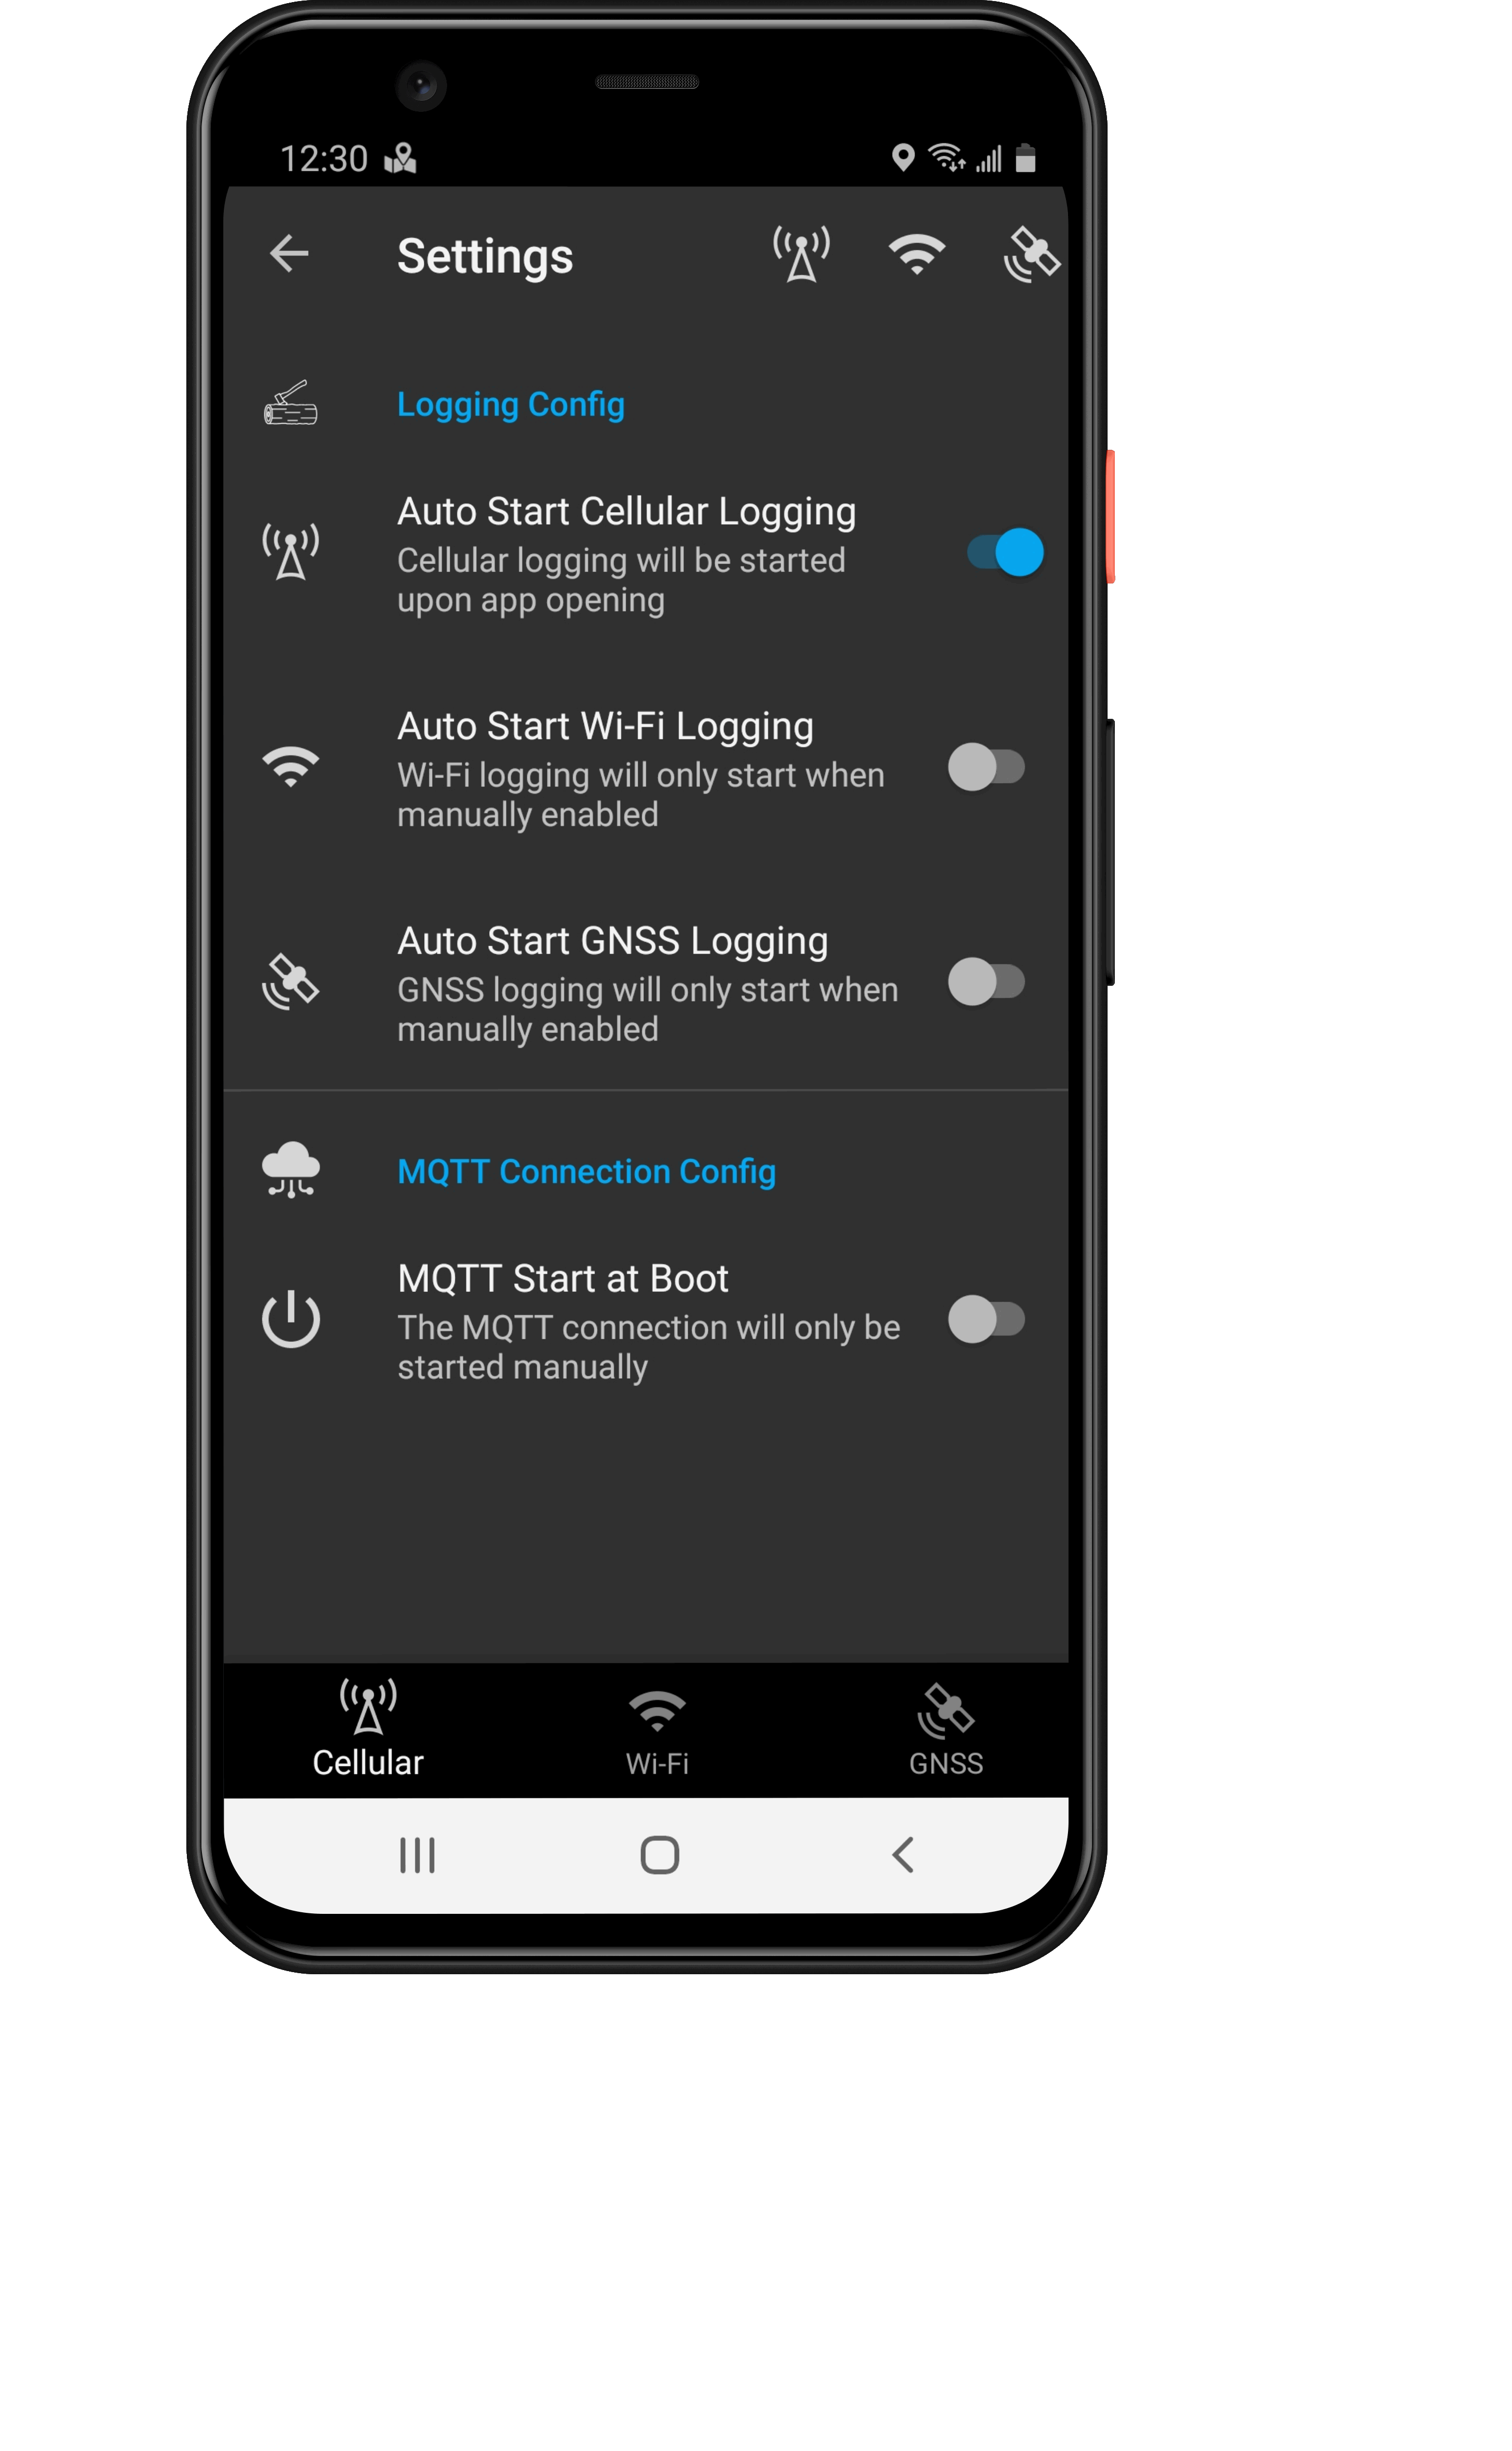 12:30
Settings
Logging Config
Auto Start Cellular Logging
Cellular logging will be started
upon app opening
Auto Start Wi-Fi Logging
Wi-Fi logging will only start when
manually enabled
Auto Start GNSS Logging
GNSS logging will only start when
manually enabled
MQTT Connection Config
MQTT Start at Boot
The MQTT connection will only be
started manually
Cellular
Wi-Fi
GNSS